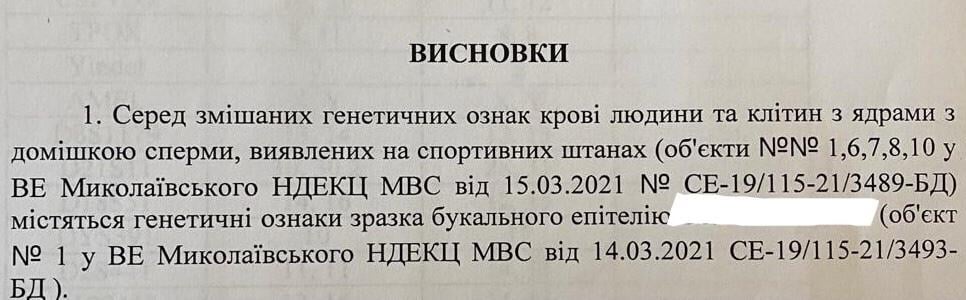 ВИСНОВКИ
1. Серед змішаних генетичних ознак крові людини та клітин з ядрами з
домішкою сперми, виявлених на спортивних штанах (об'єкти №№ 1,6,7,8,10 у
ВЕ Миколаївського НДЕКЦ МВС від 15.03.2021 № СЕ-19/115-21/3489-БД)
містяться генетичні ознаки зразка букального епітелію (об'єкт
№ 1 у ВЕ Миколаївського НДЕКЦ МВС від 14.03.2021 СЕ-19/115-21/3493-
БД ).